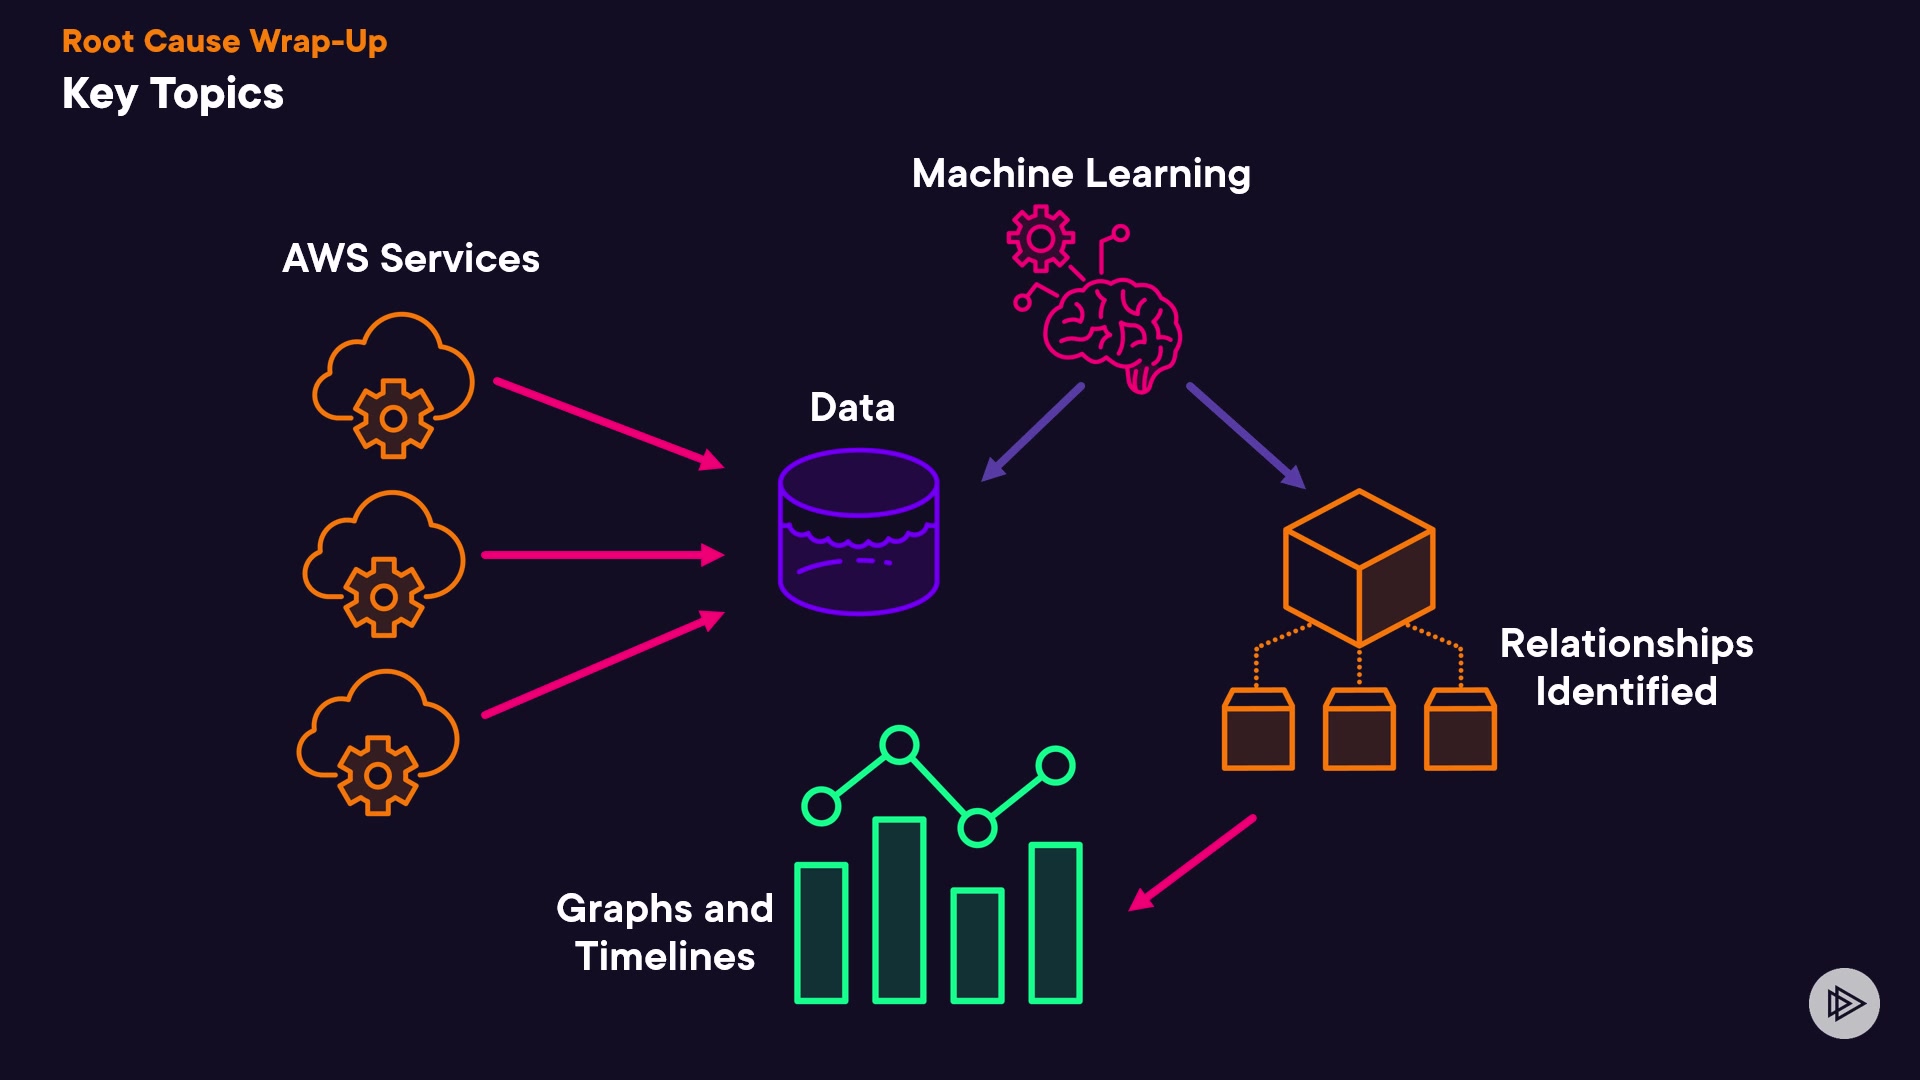 Root Cause Wrap-Up
Key Topics
Machine Learning
AWS Services
Data
Relationships
Identified
Graphs and
Timelines